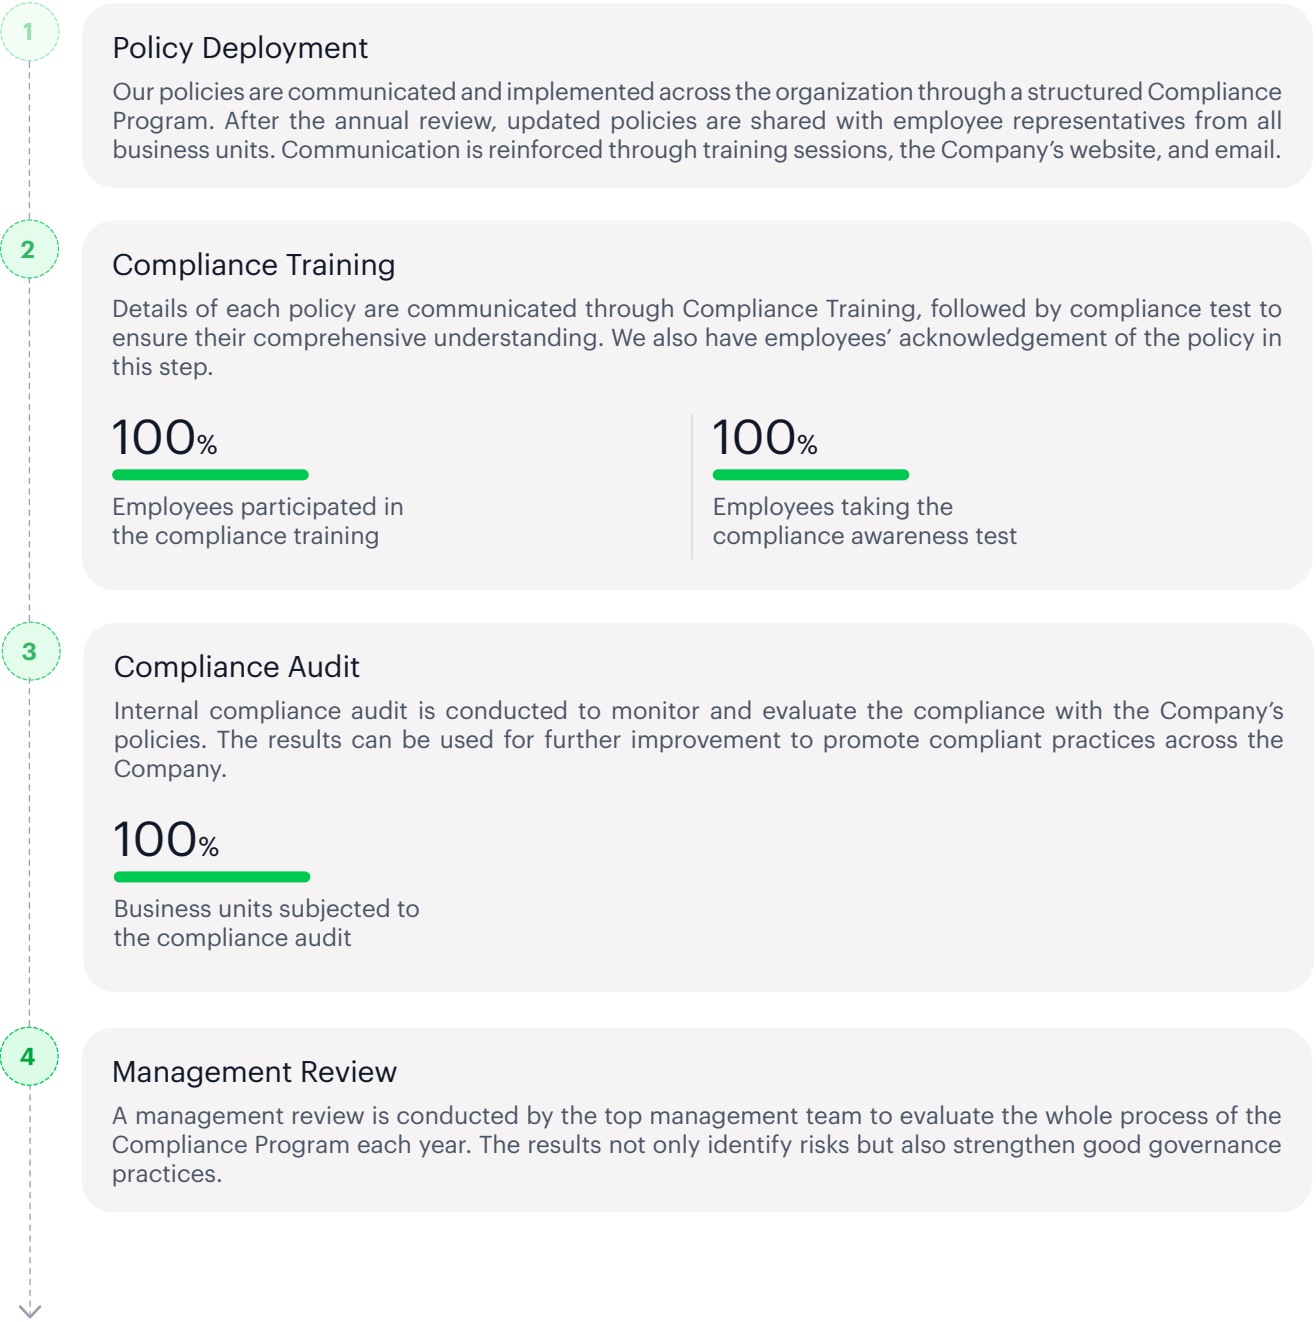 1
Policy Deployment
Our policies are communicated and implemented across the organization through a structured Compliance
Program. After the annual review, updated policies are shared with employee representatives from all
business units. Communication is reinforced through training sessions, the Company’s website, and email.
2
Compliance Training
Details of each policy are communicated through Compliance Training, followed by compliance test to
ensure their comprehensive understanding. We also have employees’ acknowledgement of the policy in
this step.
100%
Employees participated in
the compliance training
100%
Employees taking the
compliance awareness test
3
Compliance Audit
Internal compliance audit is conducted to monitor and evaluate the compliance with the Company’s
policies. The results can be used for further improvement to promote compliant practices across the
Company.
100%
Business units subjected to
the compliance audit
4
Management Review
A management review is conducted by the top management team to evaluate the whole process of the
Compliance Program each year. The results not only identify risks but also strengthen good governance
practices.